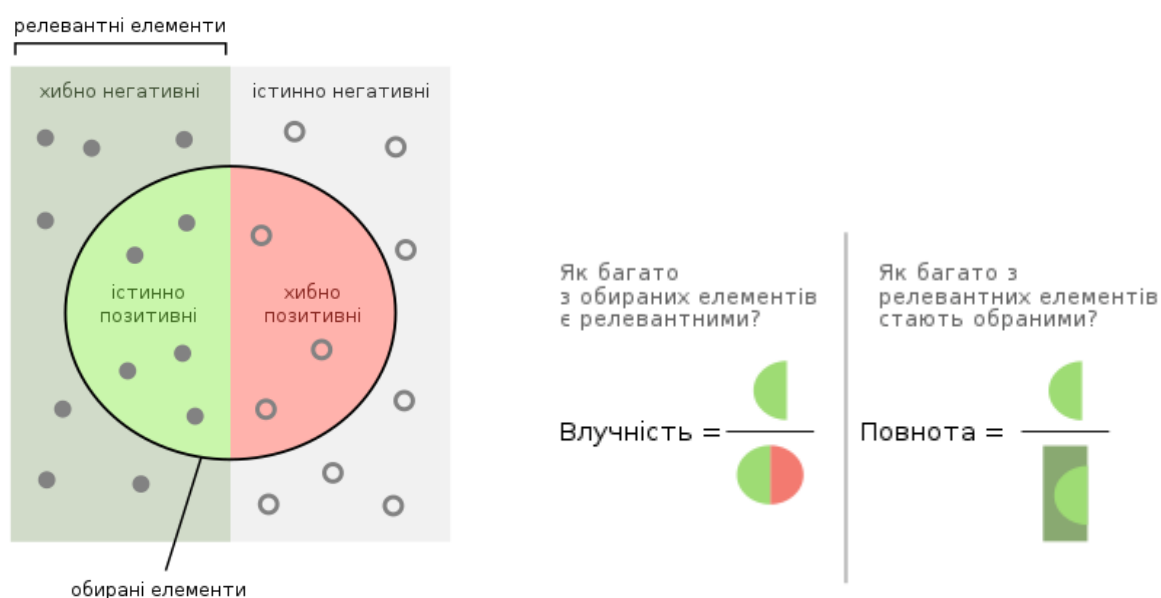 релевантні елементи
хибно негативні
істинно негативні
істинно
позитивні
хибно
позитивні
обирані елементи
Як багато
з обираних елементів
є релевантними?
Влучність =
Як багато з
релевантних елементів
стають обраними?
Повнота =